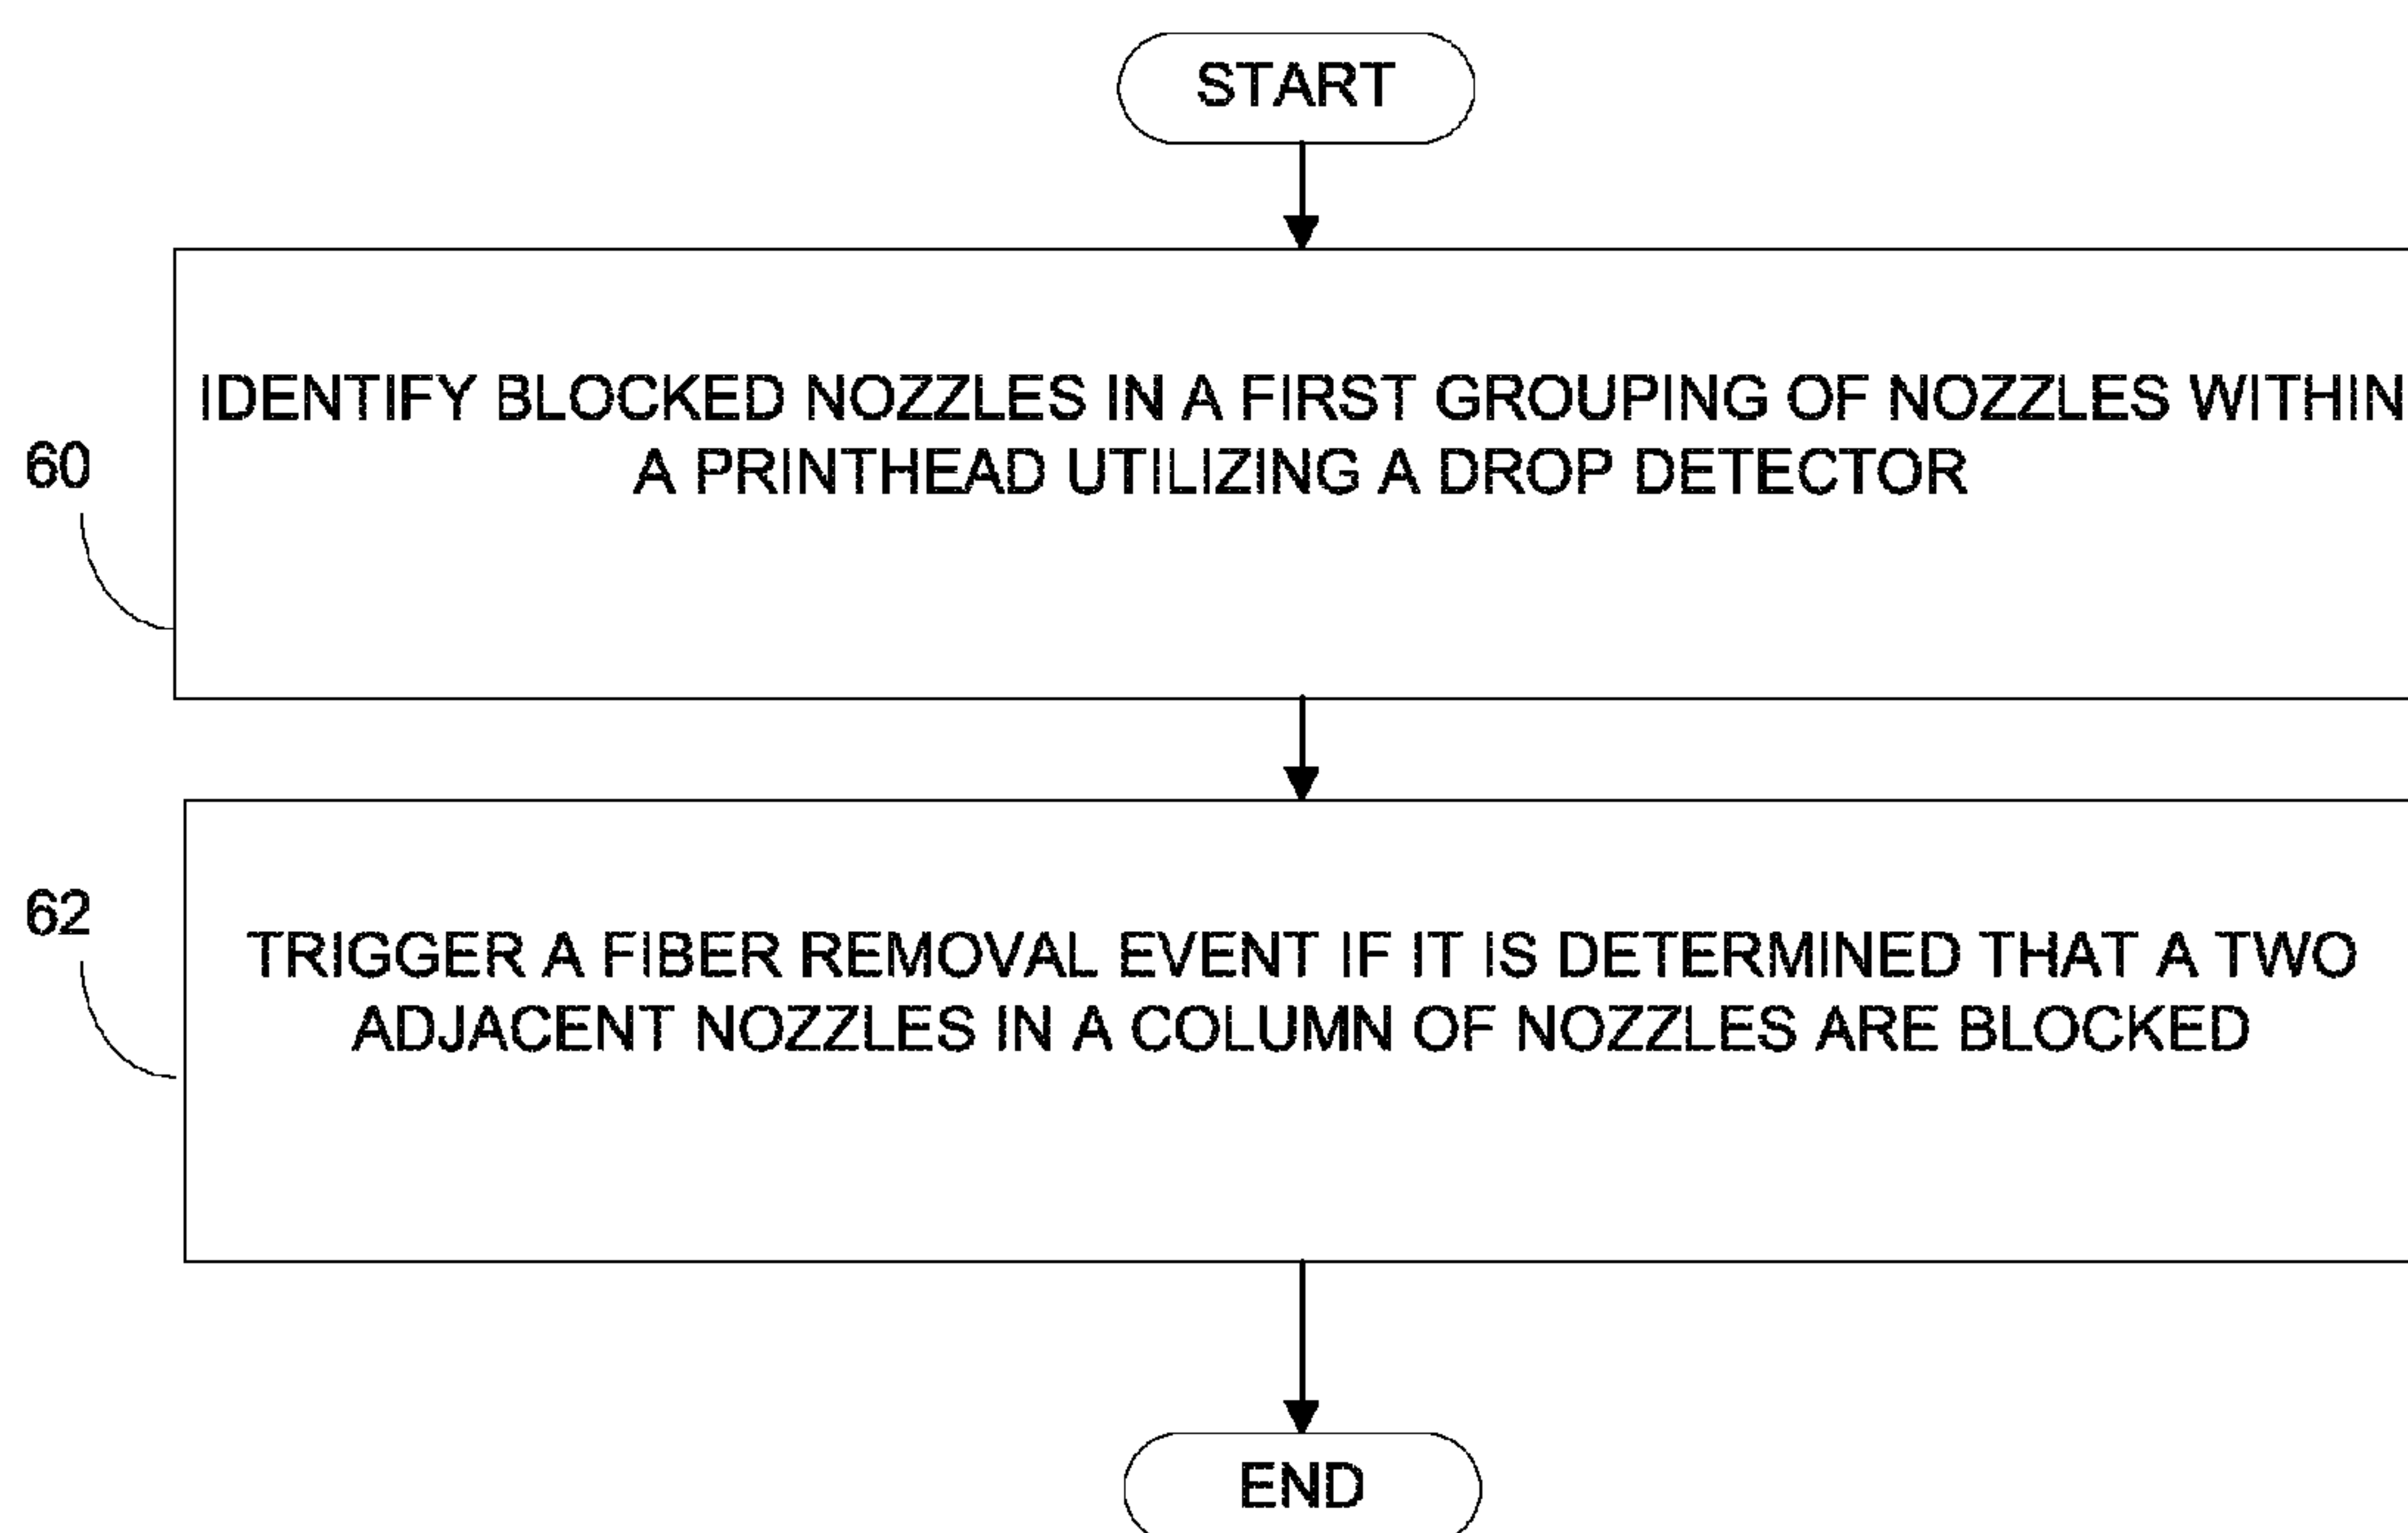 START
IDENTIFY BLOCKED NOZZLES IN A FIRST GROUPING OF NOZZLES WITHIN
A PRINTHEAD UTILIZING A DROP DETECTOR
60
62
TRIGGER A FIBER REMOVAL EVENT IF IT IS DETERMINED THAT A TWO
ADJACENT NOZZLES IN A COLUMN OF NOZZLES ARE BLOCKED
END